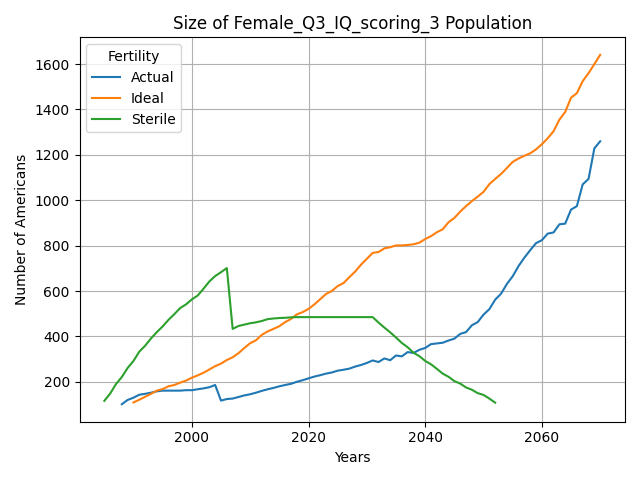 Size of Female_Q3_IQ_scoring_3 Population
Fertility
Actual
Ideal
Sterile
Number of Americans
1600
1400
1200
1000
800
600
400
200
2000
2020
2040
2060
Years